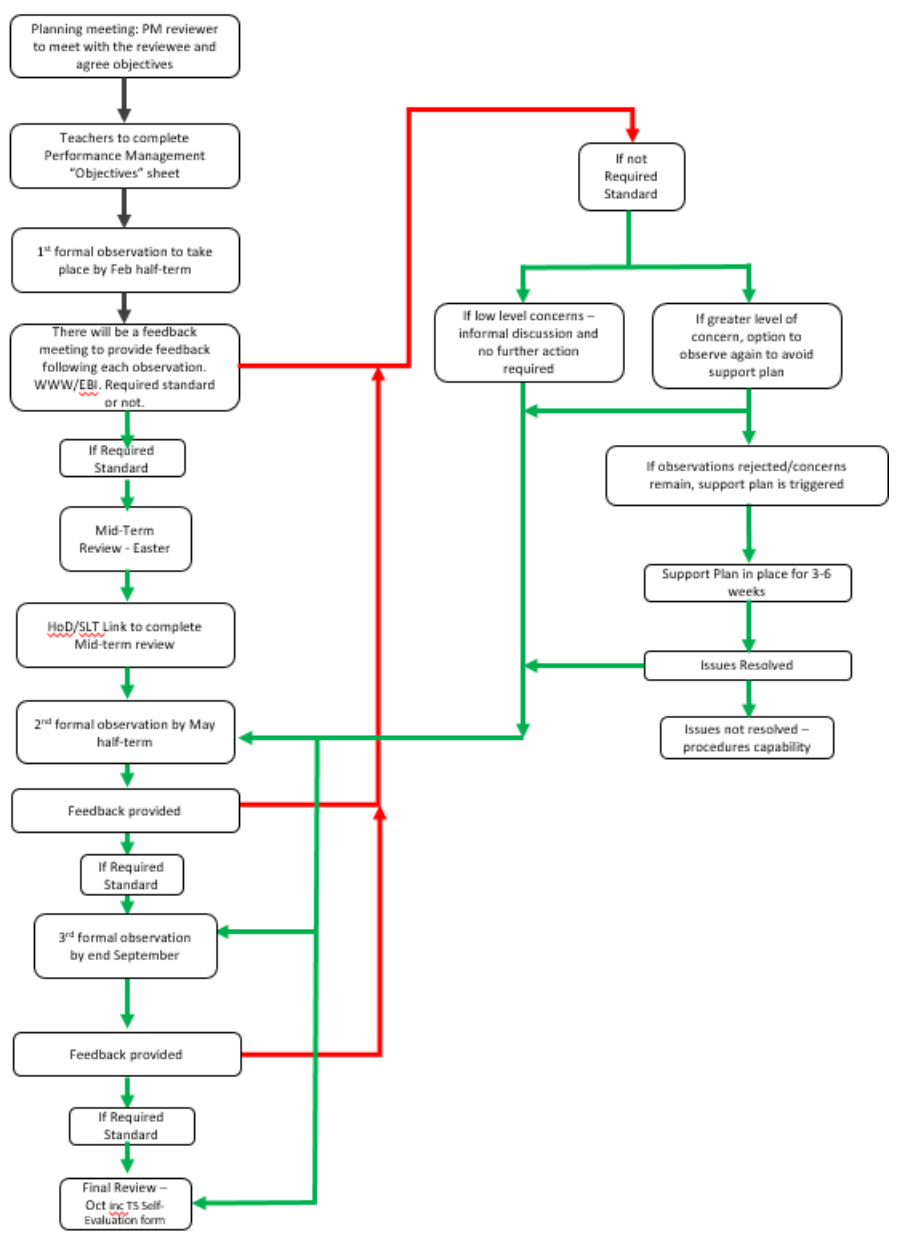 Planning meeting: PM reviewer
to meet with the reviewee and
agree objectives
Teachers to complete
Performance Management
“Objectives” sheet
1st formal observation to take
place by Feb half-term
There will be a feedback
meeting to provide feedback
following each observation.
WWW/EBI. Required standard
or not.
If Required
Standard
Mid-Term
Review - Easter
HoD/SLT Link to complete
Mid-term review
2nd formal observation by May
half-term
Feedback provided
If Required
Standard
3rd formal observation
by end September
Feedback provided
If Required
Standard
Final Review –
Oct inc TS Self-
Evaluation form
If not
Required
Standard
If low level concerns –
informal discussion and
no further action
required
If greater level of
concern, option to
observe again to avoid
support plan
If observations rejected/concerns
remain, support plan is triggered
Support Plan in place for 3-6
weeks
Issues Resolved
Issues not resolved –
procedures capability